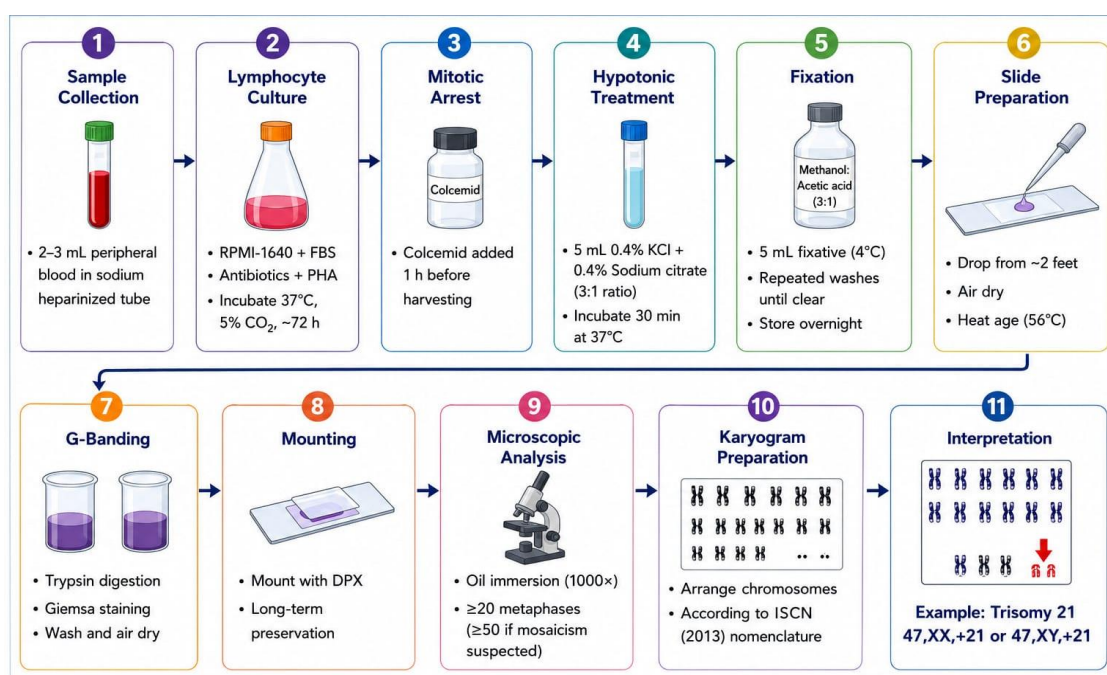 1
Sample
Collection
• 2–3 mL peripheral
blood in sodium
heparinized tube
2
Lymphocyte
Culture
• RPMI-1640 + FBS
• Antibiotics + PHA
• Incubate 37°C,
5% CO₂, ~72 h
3
Mitotic
Arrest
Colcemid
• Colcemid added
1 h before
harvesting
4
Hypotonic
Treatment
• 5 mL 0.4% KCl +
0.4% Sodium citrate
(3:1 ratio)
• Incubate 30 min
at 37°C
5
Fixation
Methanol:
Acetic acid
(3:1)
• 5 mL fixative (4°C)
• Repeated washes
until clear
• Store overnight
6
Slide
Preparation
• Drop from ~2 feet
• Air dry
• Heat age (56°C)
7
G-Banding
• Trypsin digestion
• Giemsa staining
• Wash and air dry
8
Mounting
• Mount with DPX
• Long-term
preservation
9
Microscopic
Analysis
• Oil immersion (1000×)
• ≥20 metaphases
(≥50 if mosaicism
suspected)
10
Karyogram
Preparation
• Arrange chromosomes
• According to ISCN
(2013) nomenclature
11
Interpretation
Example: Trisomy 21
47,XX,+21 or 47,XY,+21